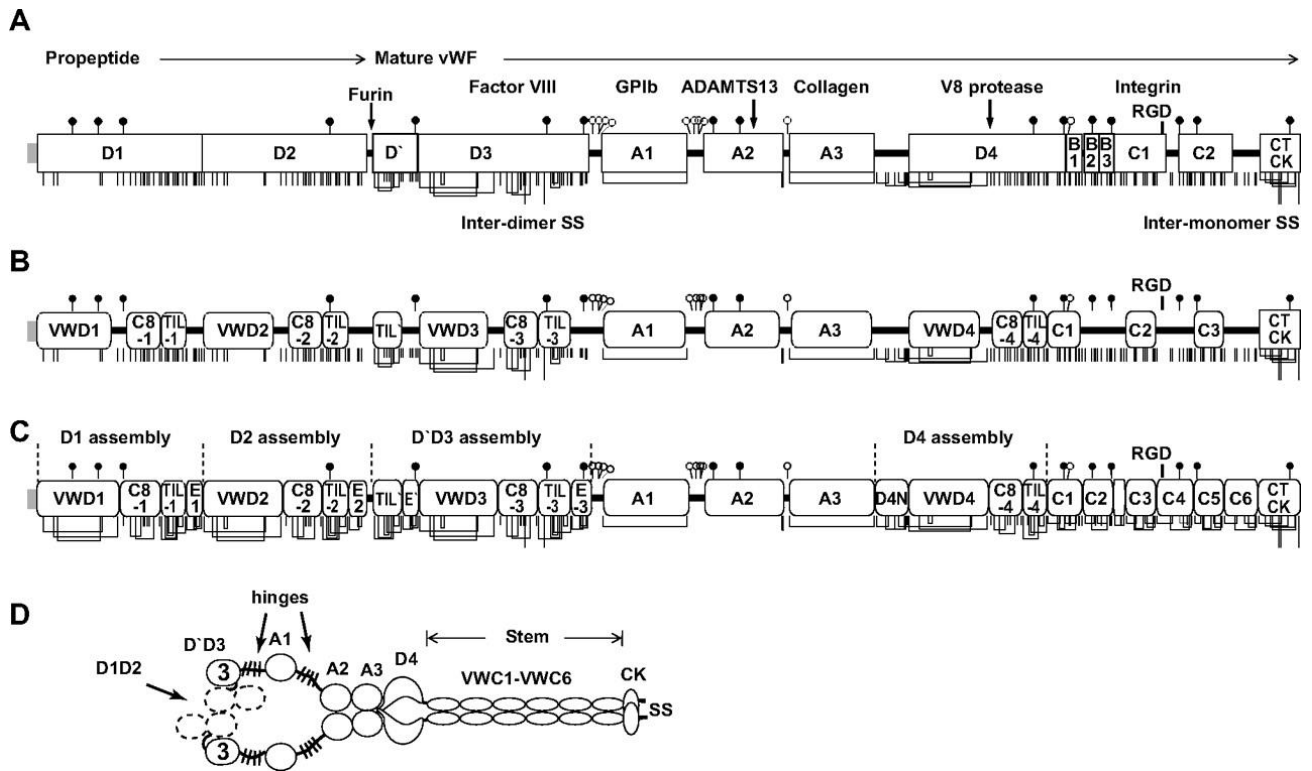 A
Propeptide Mature vWF
Furin Factor VIII GPIb ADAMTS13 Collagen V8 protease Integrin
RGD
D1 D2 D` D3 A1 A2 A3 D4 B1 B2 B3 C1 C2 CT CK
Inter-dimer SS Inter-monomer SS
B
RGD
VWD1 C8-1 TIL-1 VWD2 C8-2 TIL-2 TIL` VWD3 C8-3 TIL-3 A1 A2 A3 VWD4 C8-4 TIL-4 C1 C2 C3 CT CK
C
D1 assembly D2 assembly D`D3 assembly D4 assembly
RGD
VWD1 C8-1 TIL-1 E-1 VWD2 C8-2 TIL-2 E2 TIL` E` VWD3 C8-3 TIL-3 E-3 A1 A2 A3 D4N VWD4 C8-4 TIL-4 C1 C2 C3 C4 C5 C6 CT CK
D
hinges
D`D3 A1 Stem
D1D2 A2 A3 D4 VWC1-VWC6 CK
3
SS
3